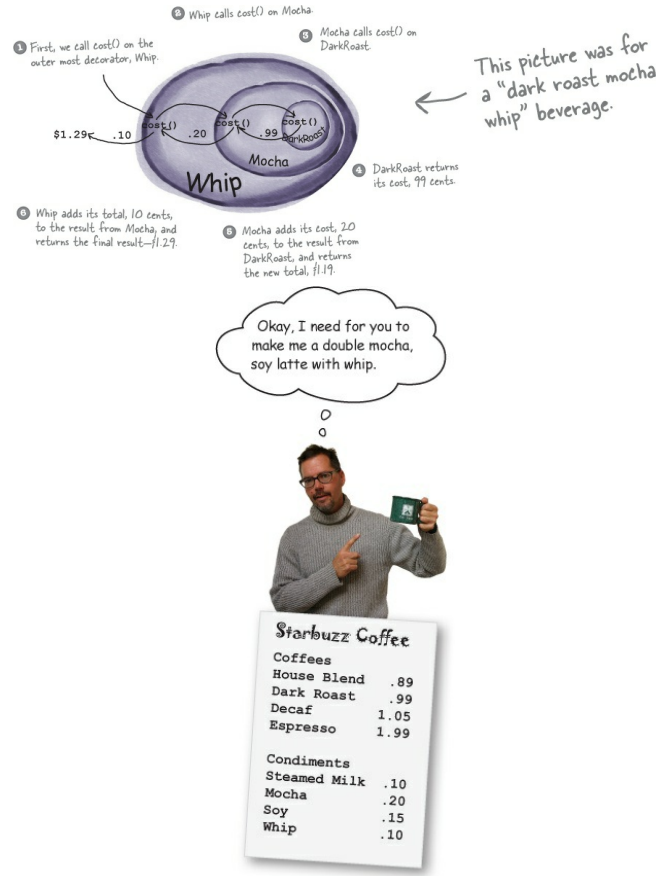 2 Whip calls cost() on Mocha.
1 First, we call cost() on the
outer most decorator, Whip.
3 Mocha calls cost() on
DarkRoast.
This picture was for
a “dark roast mocha
whip” beverage.
$1.29
.10
cost()
.20
cost()
.99
cost()
DarkRoast
Mocha
Whip
4 DarkRoast returns
its cost, 99 cents.
6 Whip adds its total, 10 cents,
to the result from Mocha, and
returns the final result—$1.29.
5 Mocha adds its cost, 20
cents, to the result from
DarkRoast, and returns
the new total, $1.19.
Okay, I need for you to
make me a double mocha,
soy latte with whip.
Starbuzz Coffee
Coffees
House Blend .89
Dark Roast .99
Decaf 1.05
Espresso 1.99
Condiments
Steamed Milk .10
Mocha .20
Soy .15
Whip .10